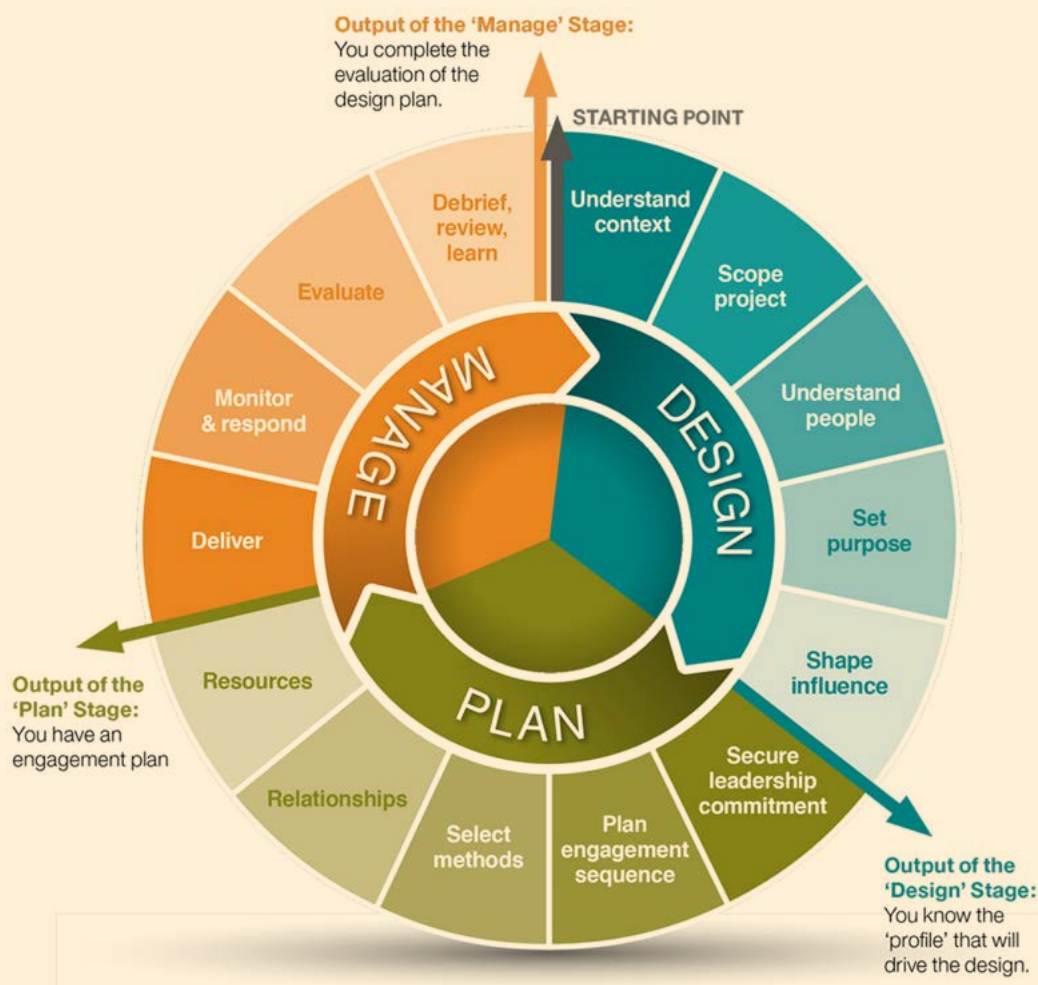 Output of the ‘Manage’ Stage:
You complete the
evaluation of the
design plan.
STARTING POINT
Understand
context
Scope
project
Understand
people
Set
purpose
Shape
influence
DESIGN
Output of the
‘Design’ Stage:
You know the
‘profile’ that will
drive the design.
Secure
leadership
commitment
Plan
engagement
sequence
Select
methods
Relationships
Resources
PLAN
Output of the
‘Plan’ Stage:
You have an
engagement plan
Deliver
Monitor
& respond
Evaluate
Debrief,
review,
learn
MANAGE